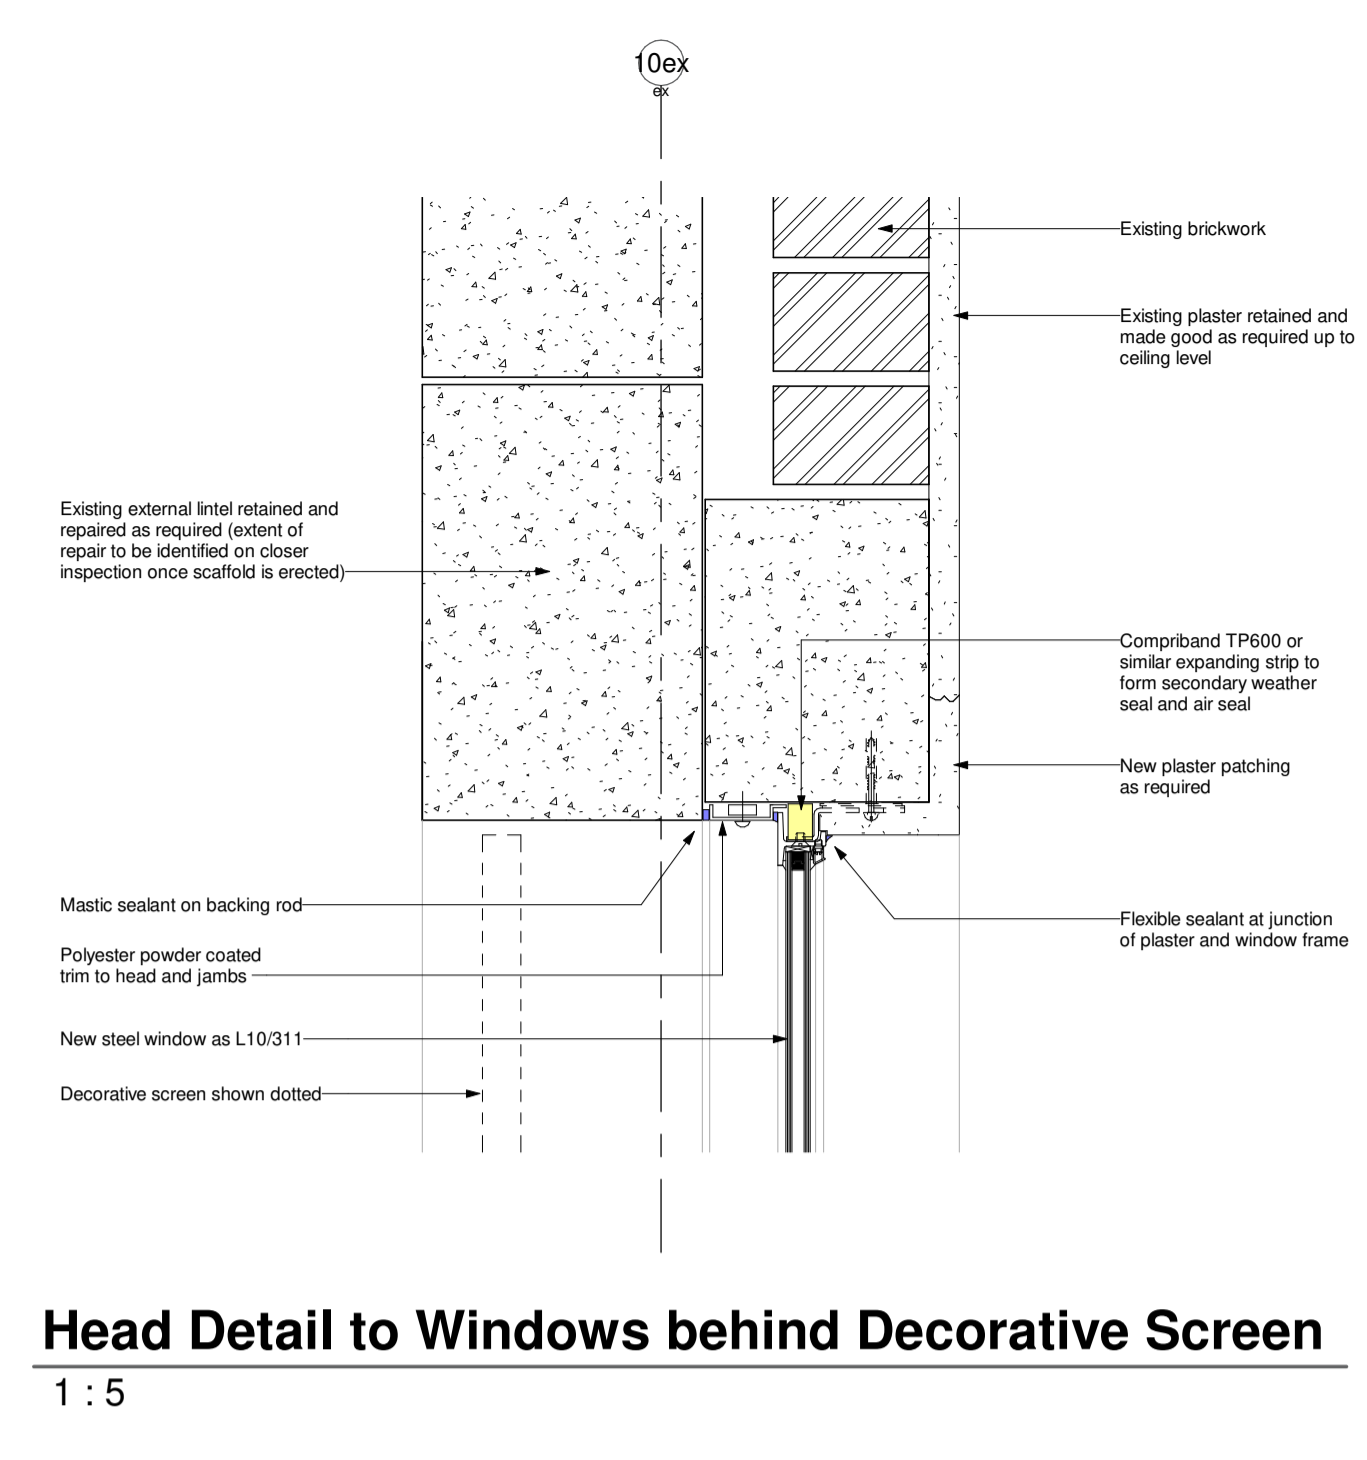 10ex
ex
Existing brickwork
Existing plaster retained and
made good as required up to
ceiling level
Existing external lintel retained and
repaired as required (extent of
repair to be identified on closer
inspection once scaffold is erected)
Compriband TP600 or
similar expanding strip to
form secondary weather
seal and air seal
New plaster patching
as required
Mastic sealant on backing rod
Flexible sealant at junction
of plaster and window frame
Polyester powder coated
trim to head and jambs
New steel window as L10/311
Decorative screen shown dotted
Head Detail to Windows behind Decorative Screen
1 : 5